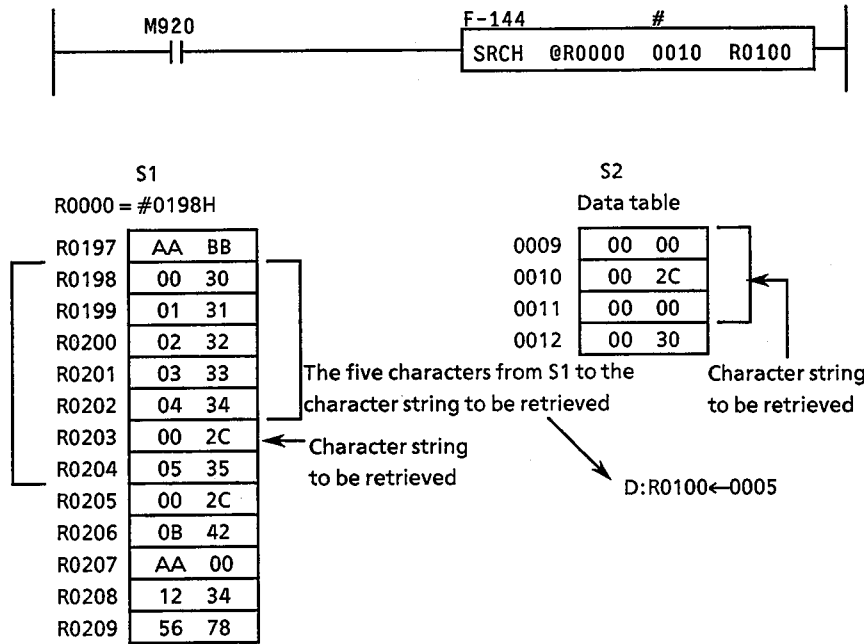 M920
F-144 #
SRCH @R0000 0010 R0100
S1
R0000 = #0198H
R0197 AA BB
R0198 00 30
R0199 01 31
R0200 02 32
R0201 03 33
R0202 04 34
R0203 00 2C
R0204 05 35
R0205 00 2C
R0206 0B 42
R0207 AA 00
R0208 12 34
R0209 56 78
The five characters from S1 to the
character string to be retrieved
Character string
to be retrieved
S2
Data table
0009 00 00
0010 00 2C
0011 00 00
0012 00 30
Character string
to be retrieved
D:R0100←0005